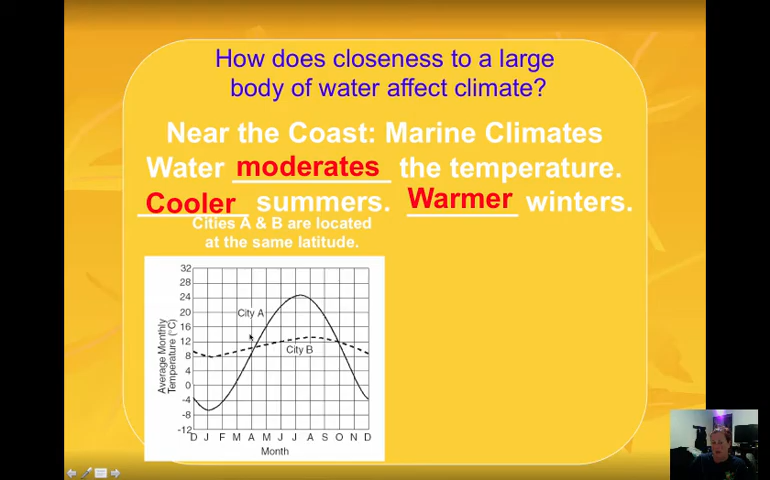 How does closeness to a large
body of water affect climate?
Near the Coast: Marine Climates
Water moderates the temperature.
Cooler summers. Warmer winters.
Cities A & B are located
at the same latitude.
32
28
24
20
16
12
8
4
0
-4
-8
-12
Average Monthly
Temperature (°C)
City A
City B
D J F M A M J J A S O N D
Month